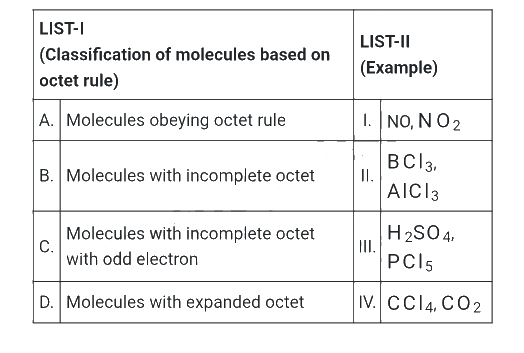 LIST-I
(Classification of molecules based on
octet rule)
LIST-II
(Example)
A. Molecules obeying octet rule
I. NO, NO2
B. Molecules with incomplete octet
II. BCl3,
AlCl3
C. Molecules with incomplete octet
with odd electron
III. H2SO4,
PCl5
D. Molecules with expanded octet
IV. CCl4, CO2